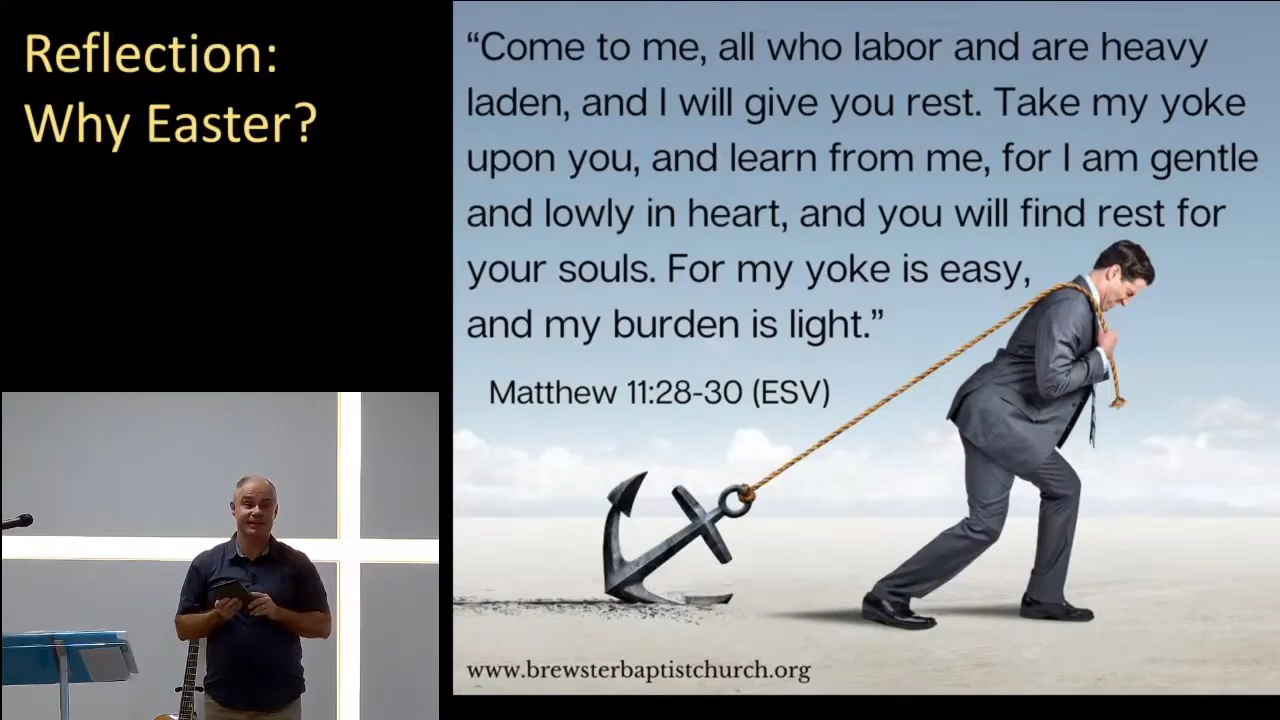 Reflection:
Why Easter?
“Come to me, all who labor and are heavy
laden, and I will give you rest. Take my yoke
upon you, and learn from me, for I am gentle
and lowly in heart, and you will find rest for
your souls. For my yoke is easy,
and my burden is light.”
Matthew 11:28-30 (ESV)
www.brewsterbaptistchurch.org